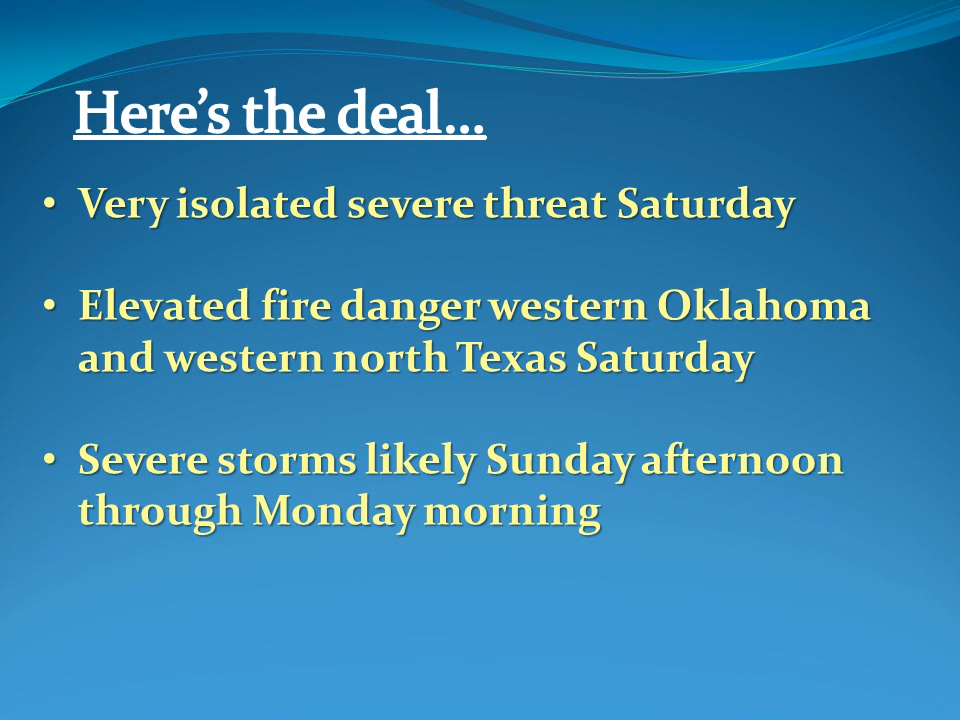 Here’s the deal…
• Very isolated severe threat Saturday
• Elevated fire danger western Oklahoma
and western north Texas Saturday
• Severe storms likely Sunday afternoon
through Monday morning